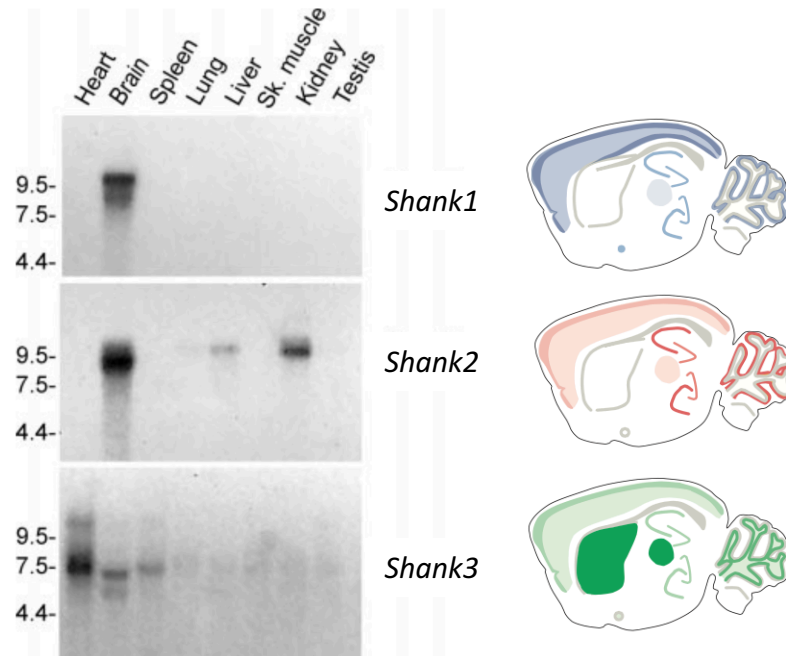 Heart
Brain
Spleen
Lung
Liver
Sk. muscle
Kidney
Testis
9.5-
7.5-
4.4-
Shank1
9.5-
7.5-
4.4-
Shank2
9.5-
7.5-
4.4-
Shank3